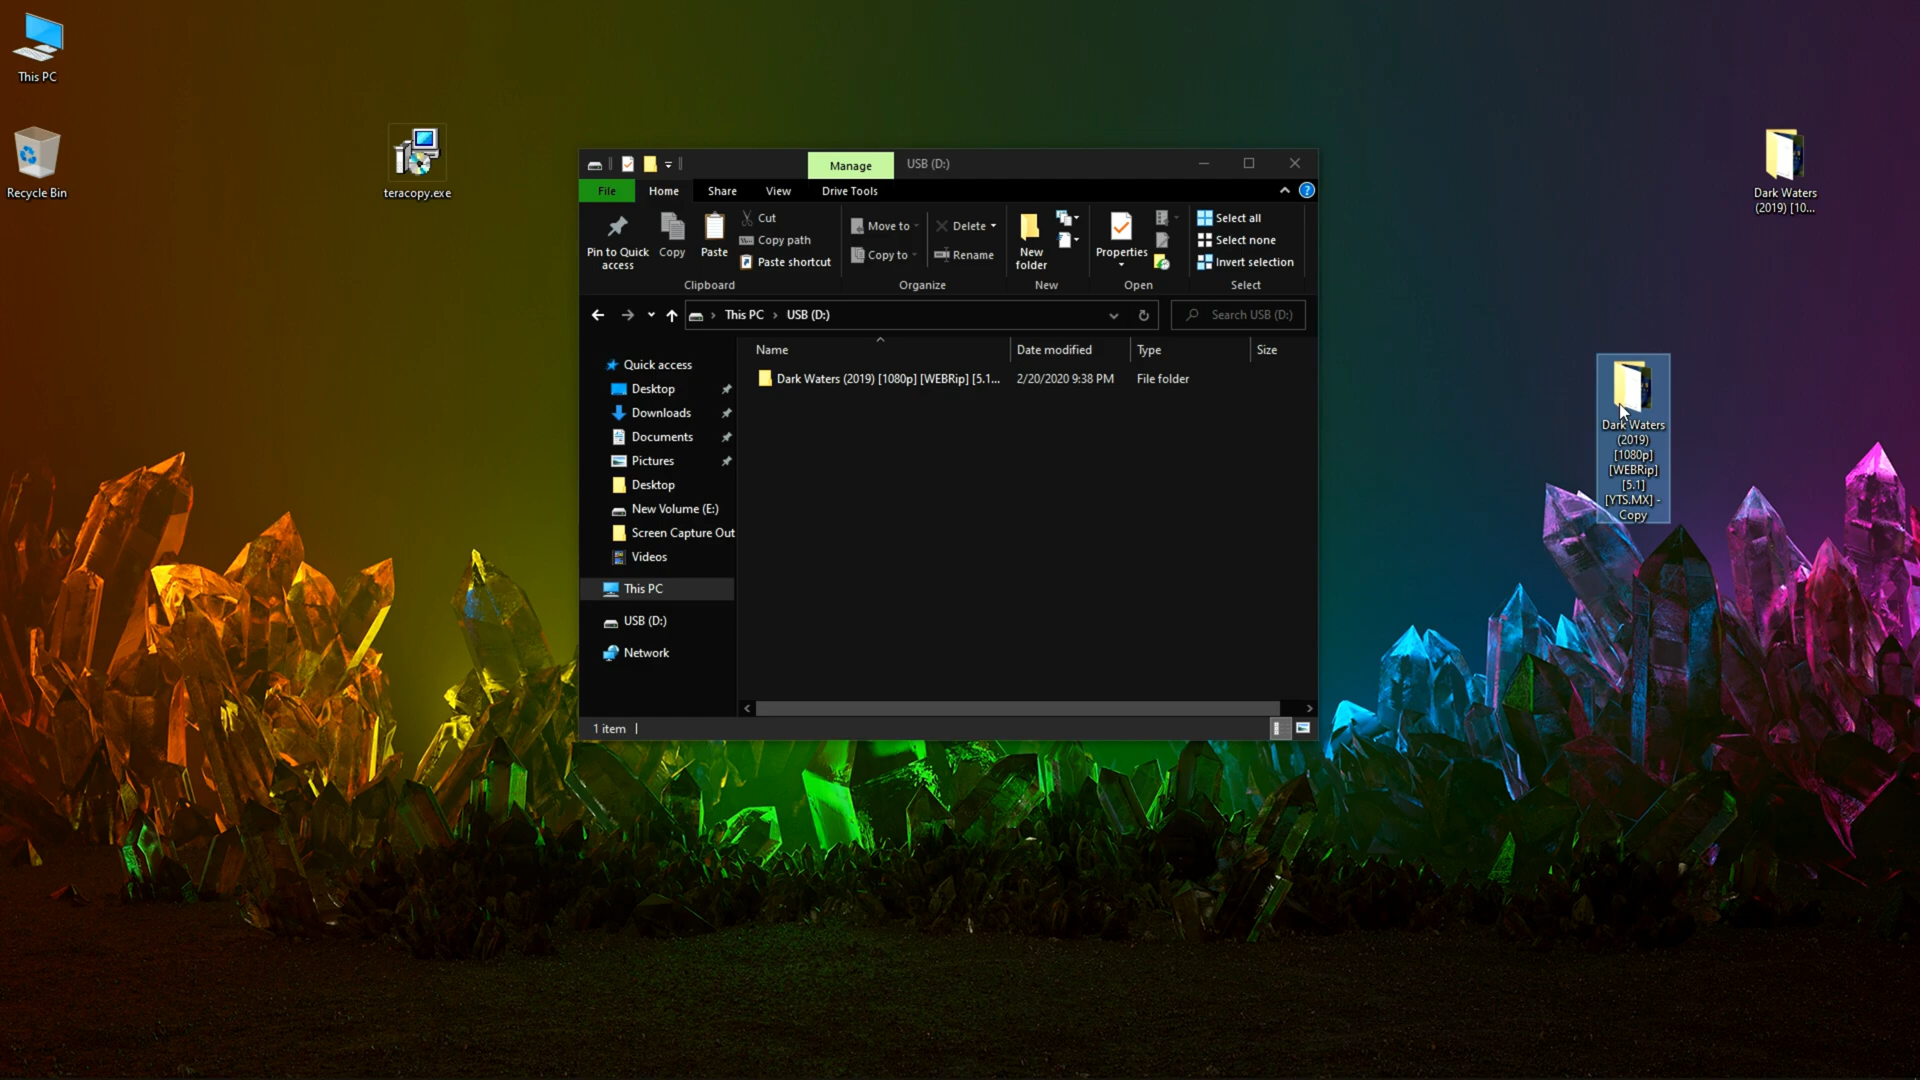 This PC
Recycle Bin
teracopy.exe
Manage
USB (D:)
File
Home
Share
View
Drive Tools
Pin to Quick
access
Copy
Paste
Cut
Copy path
Paste shortcut
Clipboard
Move to
Copy to
Delete
Rename
Organize
New
folder
New
Properties
Open
Select all
Select none
Invert selection
Select
This PC
USB (D:)
Search USB (D:)
Quick access
Desktop
Downloads
Documents
Pictures
Desktop
New Volume (E:)
Screen Capture Out
Videos
This PC
USB (D:)
Network
Name
Date modified
Type
Size
Dark Waters (2019) [1080p] [WEBRip] [5.1...
2/20/2020 9:38 PM
File folder
1 item
Dark Waters
(2019) [10...
Dark Waters
(2019)
[1080p]
[WEBRip]
[5.1]
[YTS.MX] -
Copy